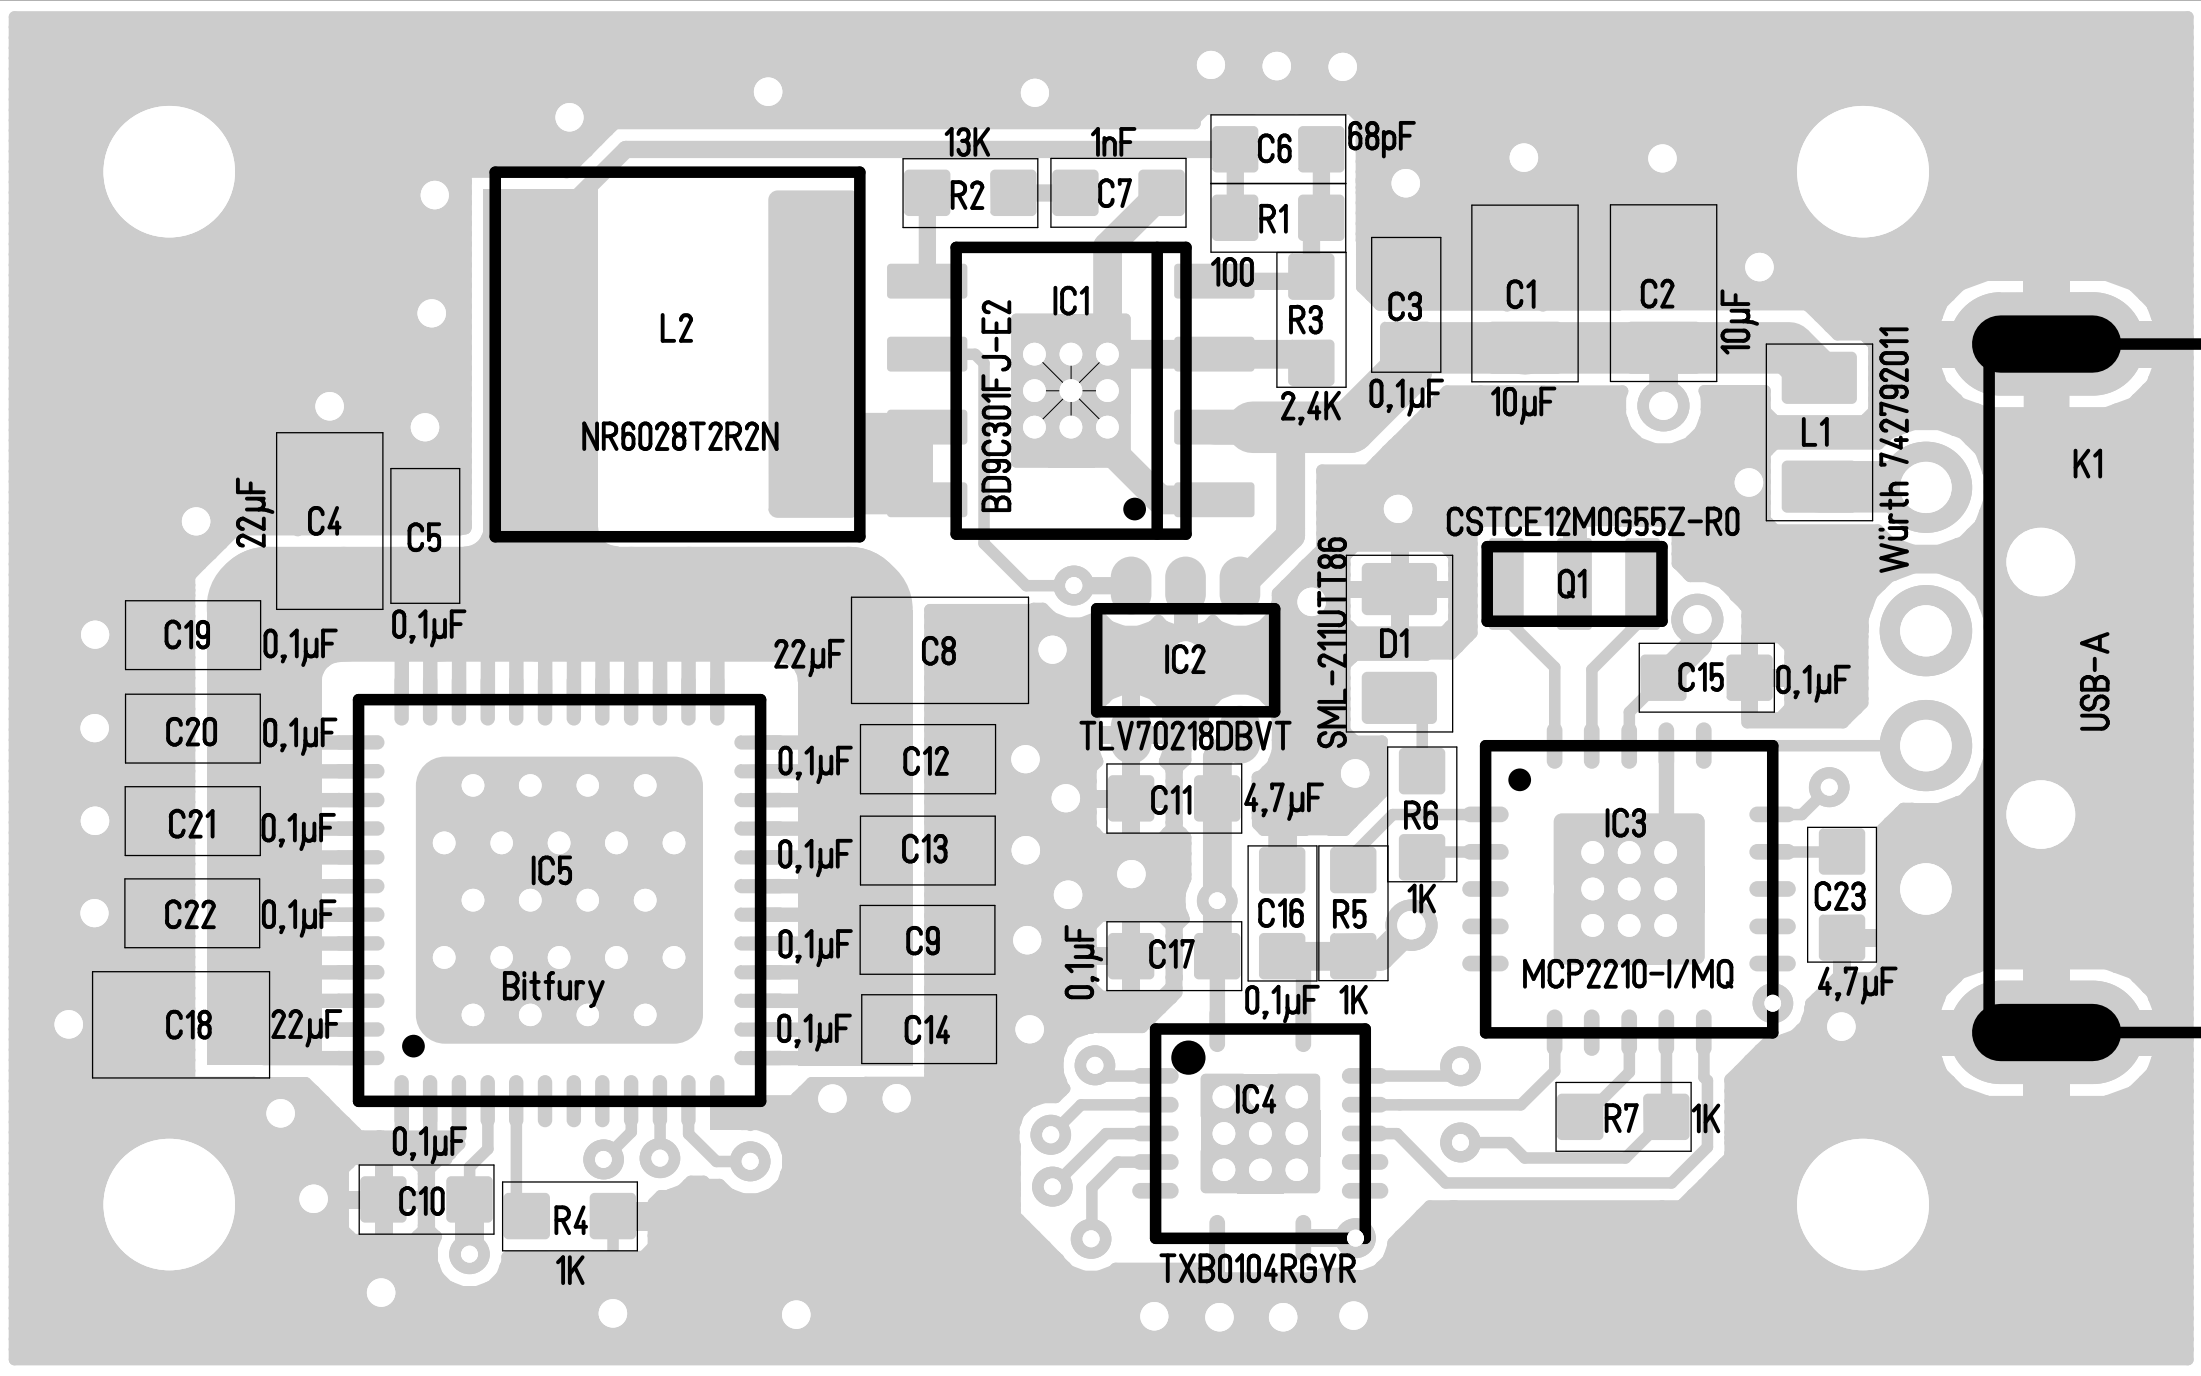 13K
1nF
C6
68pF
R2
C7
R1
100
IC1
BD9C301FJ-E2
L2
NR6028T2R2N
R3
2,4K
C3
0,1µF
C1
10µF
C2
10µF
L1
Würth 742792011
K1
USB-A
22µF
C4
C5
0,1µF
CSTCE12M0G55Z-R0
Q1
SML-211UTT86
D1
C19
0,1µF
C20
0,1µF
C21
0,1µF
C22
0,1µF
C18
22µF
22µF
C8
IC2
TLV70218DBVT
C15
0,1µF
0,1µF
C12
0,1µF
C13
0,1µF
C9
0,1µF
C14
C11
4,7µF
R6
1K
IC3
MCP2210-I/MQ
IC5
Bitfury
C16
0,1µF
R5
1K
C17
0,1µF
C23
4,7µF
IC4
TXB0104RGYR
R7
1K
0,1µF
C10
R4
1K